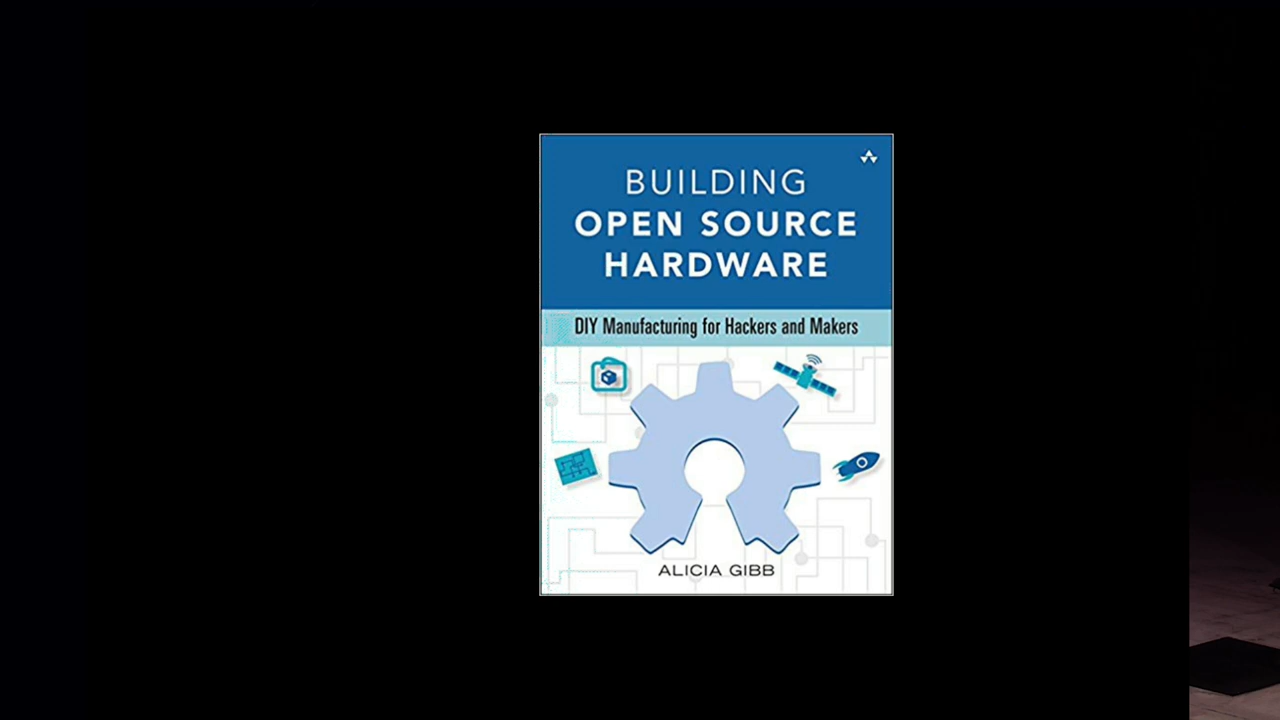 BUILDING
OPEN SOURCE
HARDWARE
DIY Manufacturing for Hackers and Makers
ALICIA GIBB